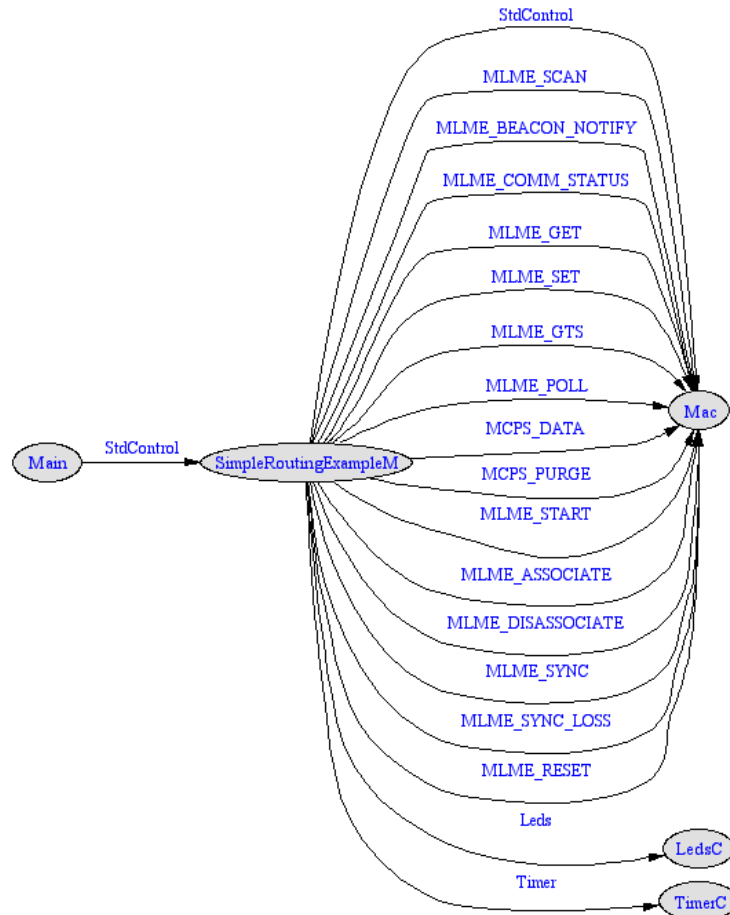 StdControl
MLME_SCAN
MLME_BEACON_NOTIFY
MLME_COMM_STATUS
MLME_GET
MLME_SET
MLME_GTS
MLME_POLL
Mac
MCPS_DATA
StdControl
Main
SimpleRoutingExampleM
MCPS_PURGE
MLME_START
MLME_ASSOCIATE
MLME_DISASSOCIATE
MLME_SYNC
MLME_SYNC_LOSS
MLME_RESET
Leds
LedsC
Timer
TimerC